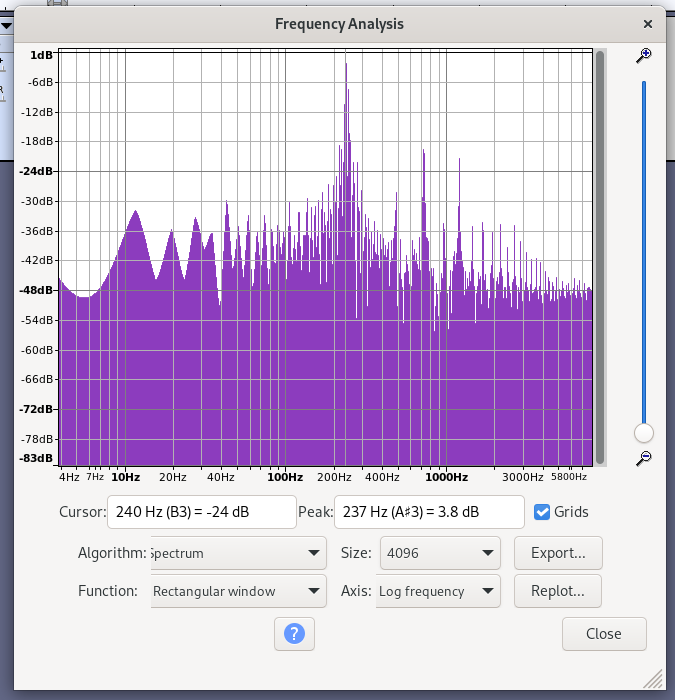 Frequency Analysis
1dB
-6dB
-12dB
-18dB
-24dB
-30dB
-36dB
-42dB
-48dB
-54dB
-60dB
-66dB
-72dB
-78dB
-83dB
4Hz 7Hz 10Hz 20Hz 40Hz 100Hz 200Hz 400Hz 1000Hz 3000Hz 5800Hz
Cursor: 240 Hz (B3) = -24 dB Peak: 237 Hz (A♯3) = 3.8 dB Grids
Algorithm: Spectrum Size: 4096 Export...
Function: Rectangular window Axis: Log frequency Replot...
? Close